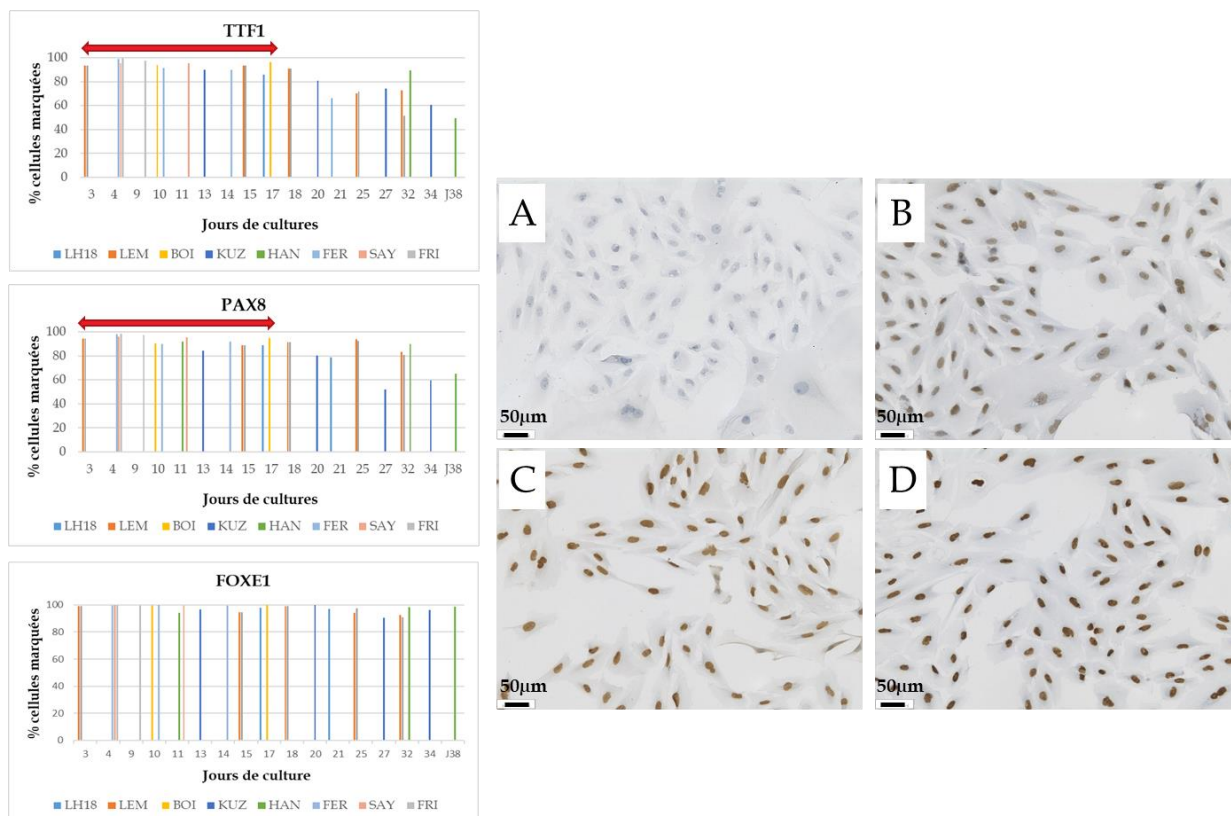 TTF1
% cellules marquées
100
80
60
40
20
0
3 4 9 10 11 13 14 15 17 18 20 21 25 27 32 34 J38
Jours de cultures
LH18 LEM BOI KUZ HAN FER SAY FRI
PAX8
% cellules marquées
100
80
60
40
20
0
3 4 9 10 11 13 14 15 17 18 20 21 25 27 32 34 J38
Jours de cultures
LH18 LEM BOI KUZ HAN FER SAY FRI
FOXE1
% cellules marquées
100
80
60
40
20
0
3 4 9 10 11 13 14 15 17 18 20 21 25 27 32 34 J38
Jours de culture
LH18 LEM BOI KUZ HAN FER SAY FRI
A
50µm
B
50µm
C
50µm
D
50µm